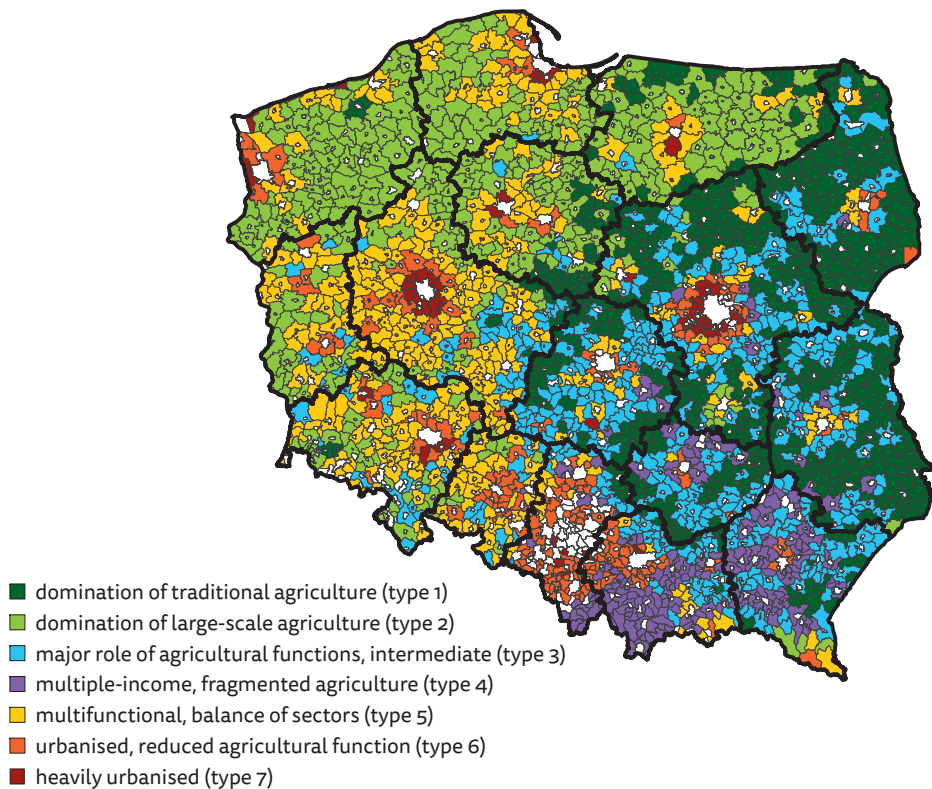 domination of traditional agriculture (type 1)
domination of large-scale agriculture (type 2)
major role of agricultural functions, intermediate (type 3)
multiple-income, fragmented agriculture (type 4)
multifunctional, balance of sectors (type 5)
urbanised, reduced agricultural function (type 6)
heavily urbanised (type 7)